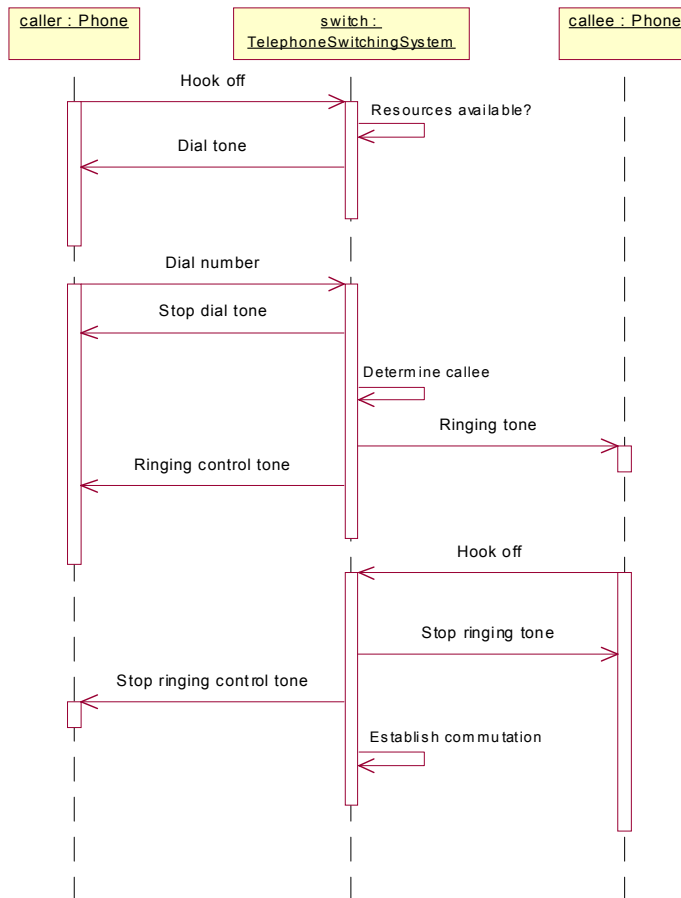 caller : Phone
switch :
TelephoneSwitchingSystem
callee : Phone
Hook off
Resources available?
Dial tone
Dial number
Stop dial tone
Determine callee
Ringing tone
Ringing control tone
Hook off
Stop ringing tone
Stop ringing control tone
Establish commutation